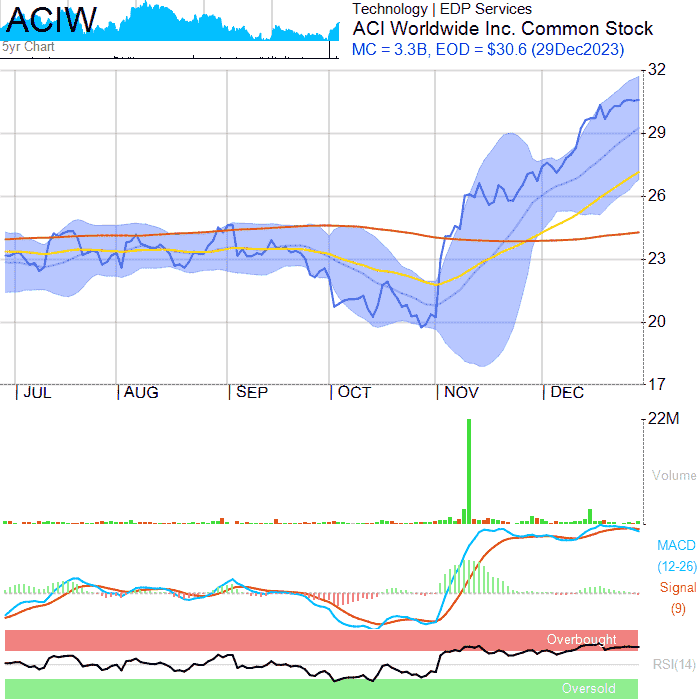 ACIW
5yr Chart
Technology | EDP Services
ACI Worldwide Inc. Common Stock
MC = 3.3B, EOD = $30.6 (29Dec2023)
32
29
26
23
20
17
JUL AUG SEP OCT NOV DEC
22M
Volume
MACD
(12-26)
Signal
(9)
Overbought
RSI(14)
Oversold